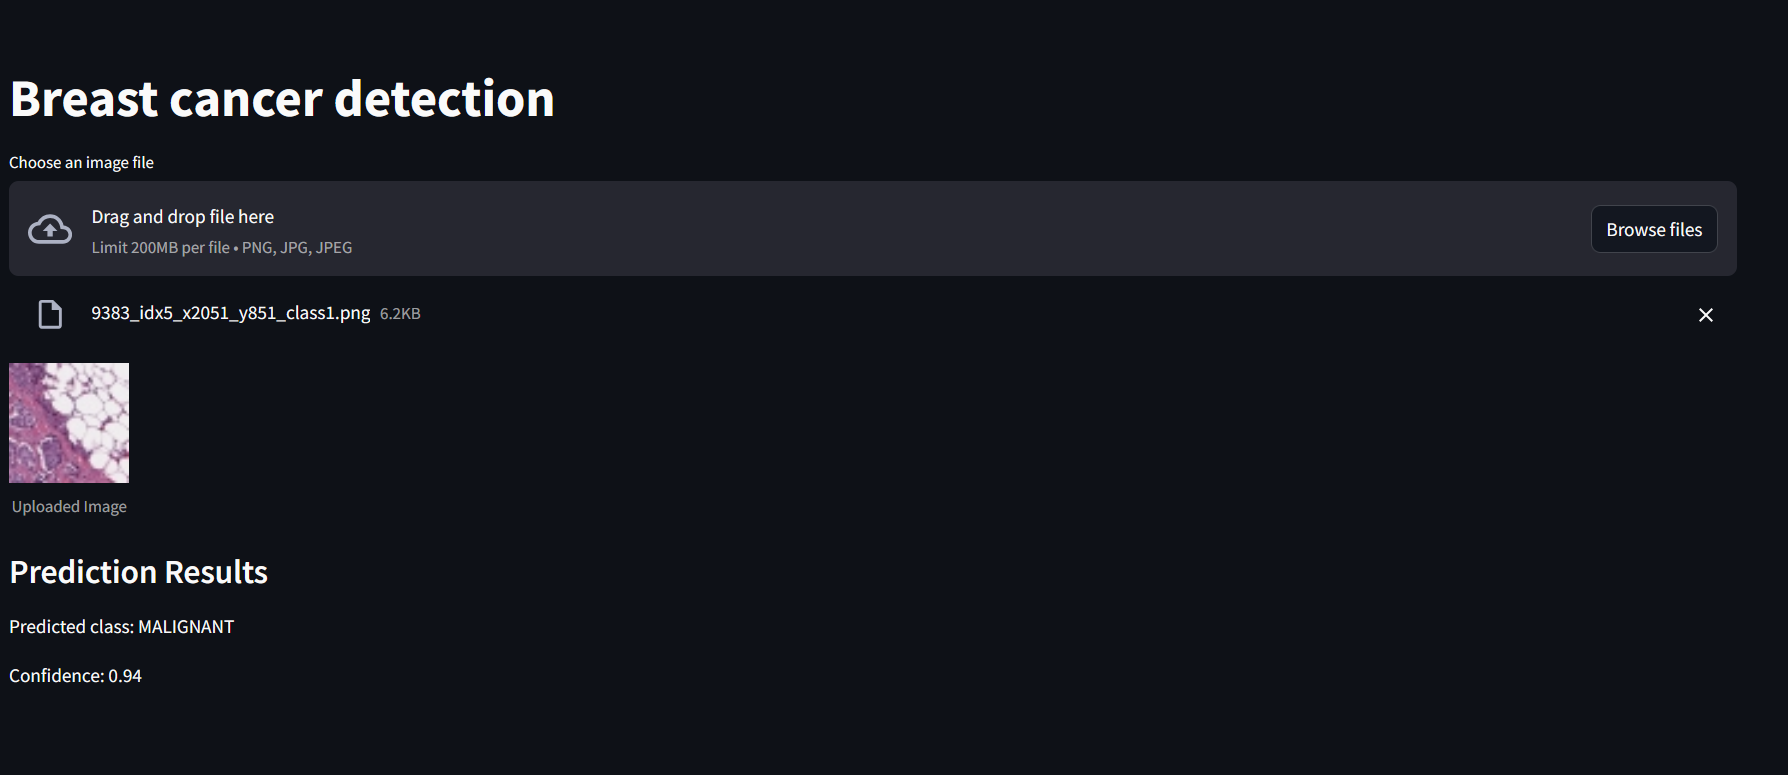 Breast cancer detection
Choose an image file
Drag and drop file here
Limit 200MB per file • PNG, JPG, JPEG
Browse files
9383_idx5_x2051_y851_class1.png 6.2KB
Uploaded Image
Prediction Results
Predicted class: MALIGNANT
Confidence: 0.94